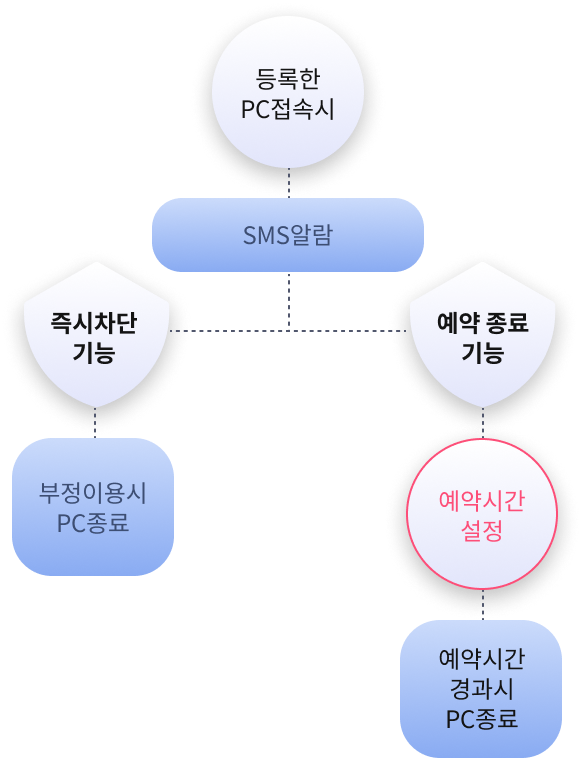 등록한
PC접속시
SMS알람
즉시차단
기능
예약 종료
기능
부정이용시
PC종료
예약시간
설정
예약시간
경과시
PC종료